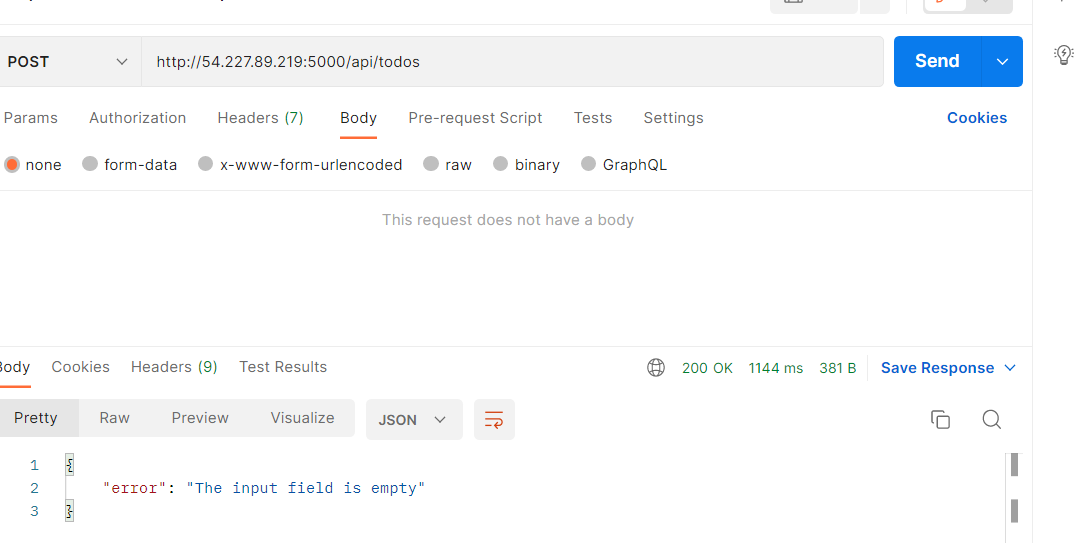 POST http://54.227.89.219:5000/api/todos Send
Params Authorization Headers (7) Body Pre-request Script Tests Settings Cookies
none form-data x-www-form-urlencoded raw binary GraphQL
This request does not have a body
Body Cookies Headers (9) Test Results 200 OK 1144 ms 381 B Save Response
Pretty Raw Preview Visualize JSON
1 {
2 "error": "The input field is empty"
3 }